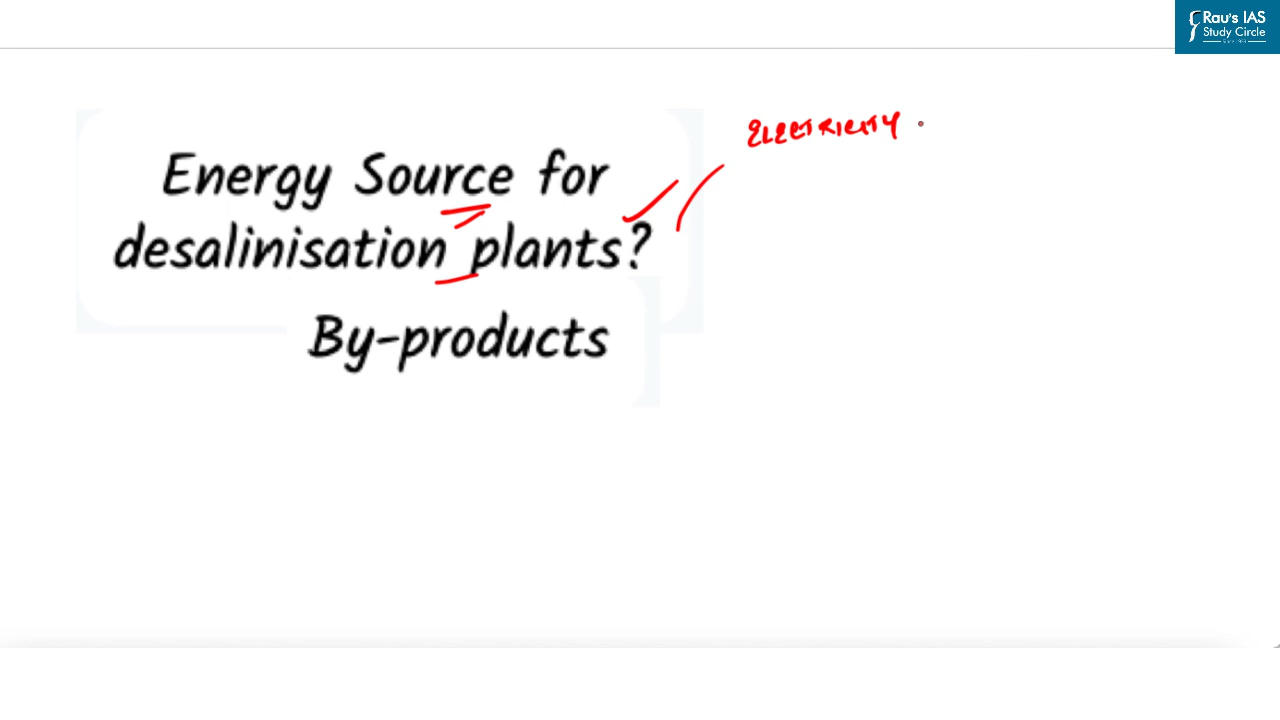 Rau's IAS
Study Circle
ELECTRICITY
Energy Source for
desalinisation plants?
By-products